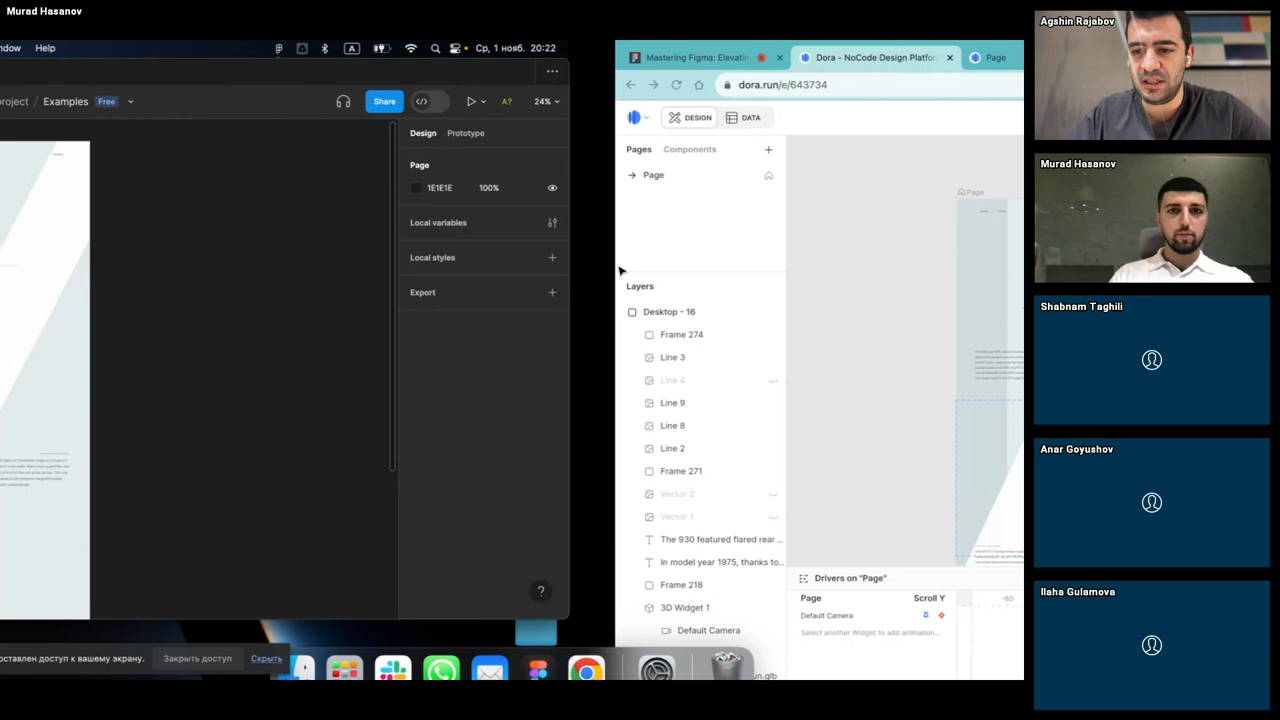 Murad Hasanov
ndow Help
A
Ср, 1 нояб. 20:22
roject / Examples Free
Share
A?
24%
Design Prototype
Page
1E1E1E 100%
Local variables
Local styles
Export
?
оставлен доступ к вашему экрану. Закрыть доступ Скрыть
Mastering Figma: Elevatin
Dora - NoCode Design Platfor
Page
dora.run/e/643734
DESIGN DATA
Pages Components
Page
Layers
Desktop - 16
Frame 274
Line 3
Line 4
Line 9
Line 8
Line 2
Frame 271
Vector 2
Vector 1
The 930 featured flared rear ...
In model year 1975, thanks to...
Frame 218
3D Widget 1
Default Camera
un.glb
Page
Drivers on "Page"
Page Scroll Y
-80
Default Camera
Select another Widget to add animation...
Agshin Rajabov
Murad Hasanov
Shabnam Taghili
Anar Goyushov
Ilaha Gulamova